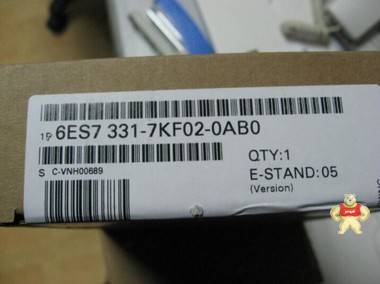 1P 6ES7 331-7KF02-0AB0
S C-VNH00689
QTY:1
E-STAND:05
(Version)